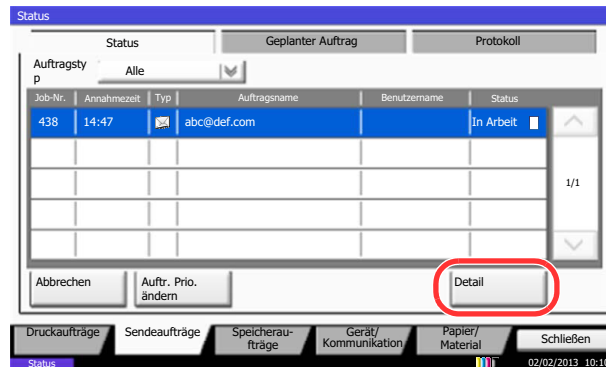 Status
Status Geplanter Auftrag Protokoll
Auftragsty
p Alle
Job-Nr. Annahmezeit Typ Auftragsname Benutzername Status
438 14:47 abc@def.com In Arbeit
1/1
Abbrechen Auftr. Prio.
ändern Detail
Druckaufträge Sendeaufträge Speicherau-
fträge Gerät/
Kommunikation Papier/
Material Schließen
Status 02/02/2013 10:10